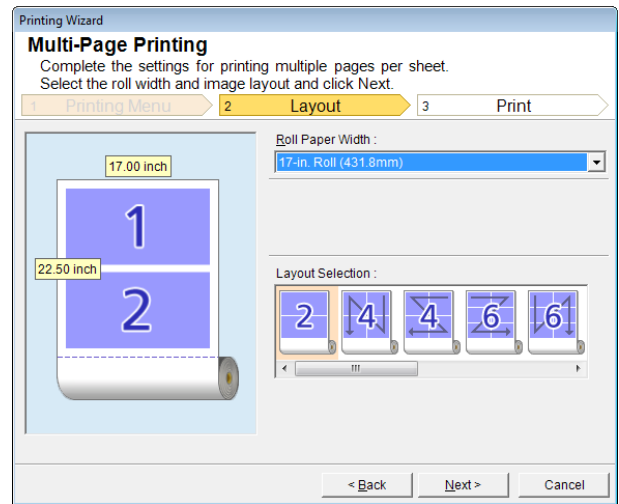 Printing Wizard
Multi-Page Printing
Complete the settings for printing multiple pages per sheet.
Select the roll width and image layout and click Next.
1 Printing Menu 2 Layout 3 Print
Roll Paper Width :
17-in. Roll (431.8mm)
17.00 inch
1
22.50 inch
2
Layout Selection :
2 4 4 6 6
< Back Next > Cancel